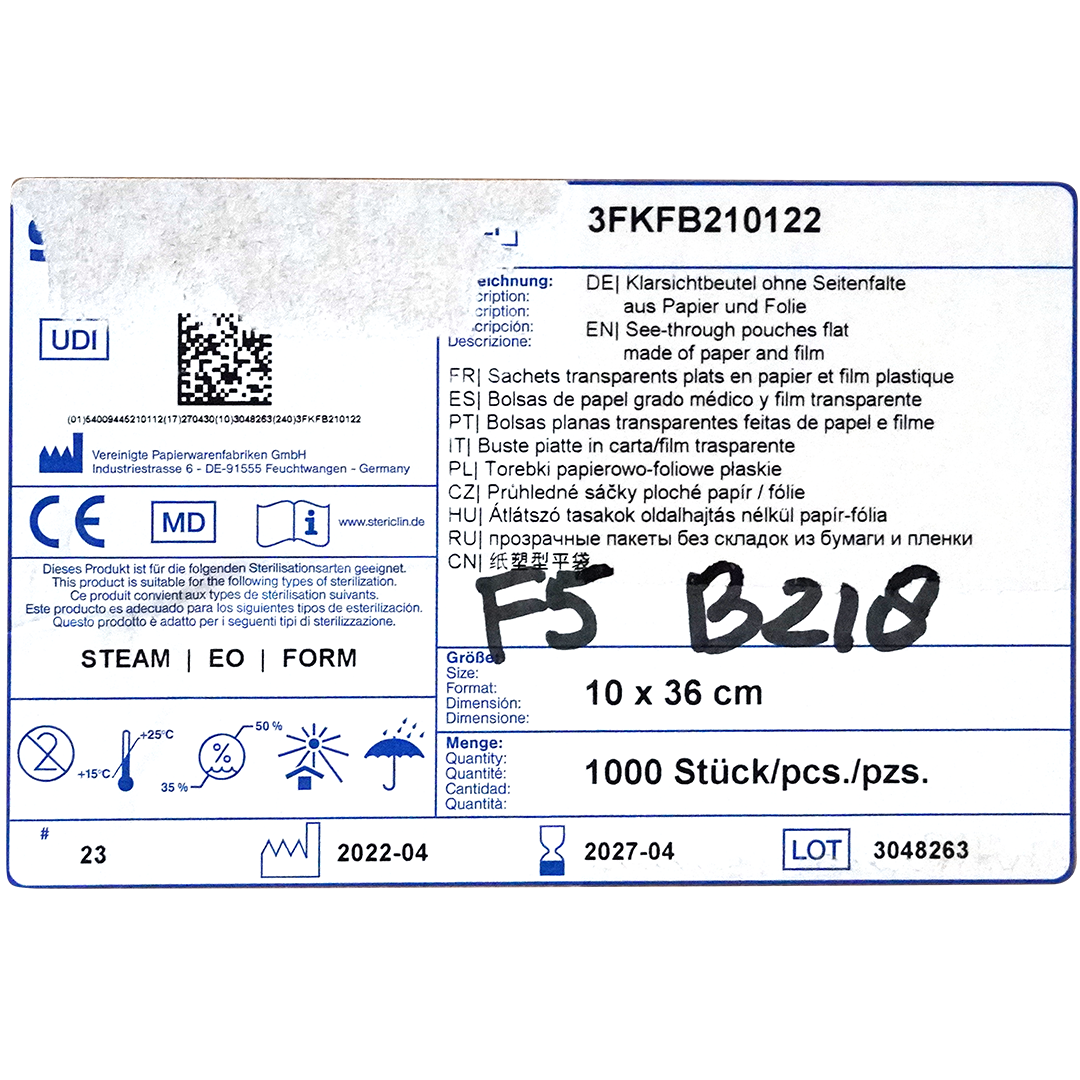 3FKFB210122
DE| Klarsichtbeutel ohne Seitenfalte
aus Papier und Folie
EN| See-through pouches flat
made of paper and film
Descrizione:
FR| Sachets transparents plats en papier et film plastique
ES| Bolsas de papel grado médico y film transparente
PT| Bolsas planas transparentes feitas de papel e filme
IT| Buste piatte in carta/film trasparente
PL| Torebki papierowo-foliowe płaskie
CZ| Průhledné sáčky ploché papír / fólie
HU| Átlátszó tasakok oldalhajtás nélkül papír-fólia
RU| прозрачные пакеты без складок из бумаги и пленки
CN| 纸塑型平袋
F5 B218
UDI
(01)54009445210112(17)270430(10)3048263(240)3FKFB210122
Vereinigte Papierwarenfabriken GmbH
Industriestrasse 6 - DE-91555 Feuchtwangen - Germany
CE MD i www.stericlin.de
Dieses Produkt ist für die folgenden Sterilisationsarten geeignet.
This product is suitable for the following types of sterilization.
Ce produit convient aux types de stérilisation suivants.
Este producto es adecuado para los siguientes tipos de esterilización.
Questo prodotto è adatto per i seguenti tipi di sterilizzazione.
STEAM | EO | FORM
2 +15°C +25°C 35 % % 50 %
Größe:
Size:
Format:
Dimensión:
Dimensione:
10 x 36 cm
Menge:
Quantity:
Quantité:
Cantidad:
Quantità:
1000 Stück/pcs./pzs.
#
23 2022-04 2027-04 LOT 3048263